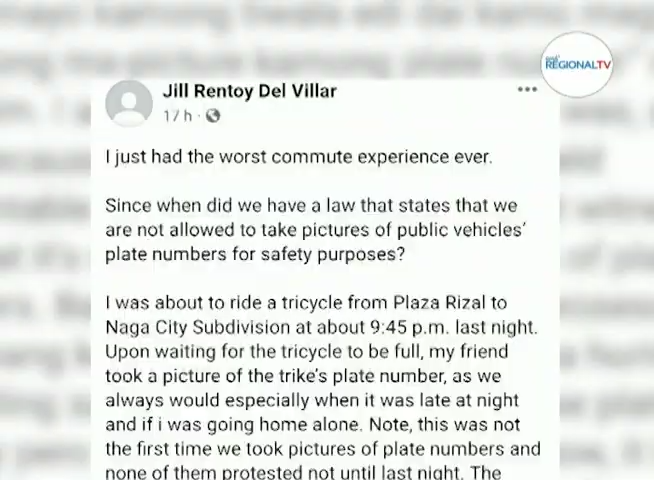 REGIONALTV
Jill Rentoy Del Villar
17 h
I just had the worst commute experience ever.
Since when did we have a law that states that we
are not allowed to take pictures of public vehicles'
plate numbers for safety purposes?
I was about to ride a tricycle from Plaza Rizal to
Naga City Subdivision at about 9:45 p.m. last night.
Upon waiting for the tricycle to be full, my friend
took a picture of the trike's plate number, as we
always would especially when it was late at night
and if i was going home alone. Note, this was not
the first time we took pictures of plate numbers and
none of them protested not until last night. The